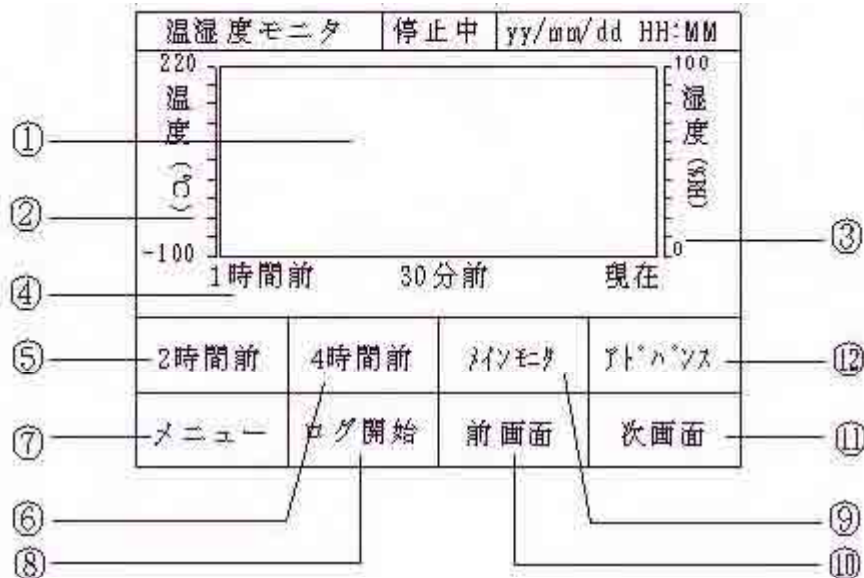 温湿度モニタ 停止中 yy/mm/dd HH:MM
220 100
温度(℃) 湿度(%RH)
①
②
-100 0 ③
1時間前 30分前 現在
④
⑤ 2時間前 4時間前 メインモニタ アドバンス ⑫
⑦ メニュー ログ開始 前画面 次画面 ⑪
⑥ ⑨
⑧ ⑩